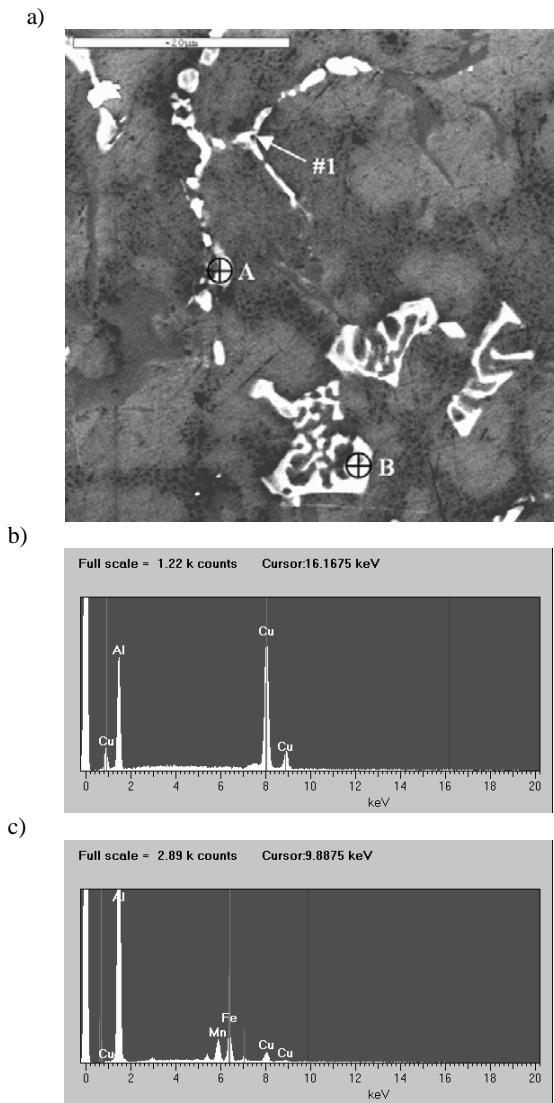 a)
~20µm
#1
A
B
b)
Full scale = 1.22 k counts Cursor:16.1675 keV
Cu
Al
Cu
Cu
0 2 4 6 8 10 12 14 16 18 20
keV
c)
Full scale = 2.89 k counts Cursor:9.8875 keV
Al
Fe
Mn
Cu
Cu
Cu
0 2 4 6 8 10 12 14 16 18 20
keV